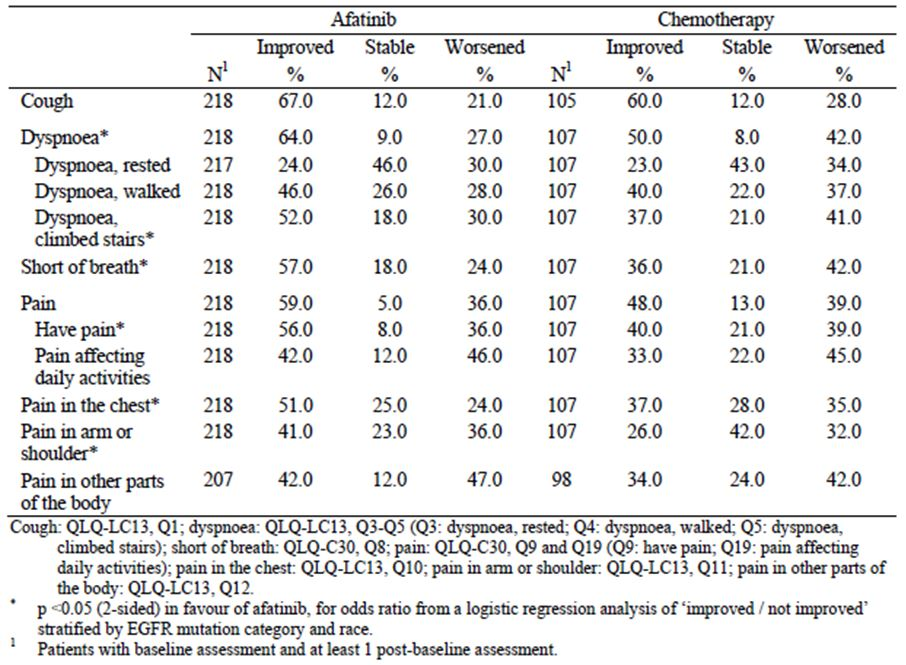 Afatinib Chemotherapy
Improved Stable Worsened Improved Stable Worsened
N1 % % % N1 % % %
Cough 218 67.0 12.0 21.0 105 60.0 12.0 28.0
Dyspnoea* 218 64.0 9.0 27.0 107 50.0 8.0 42.0
Dyspnoea, rested 217 24.0 46.0 30.0 107 23.0 43.0 34.0
Dyspnoea, walked 218 46.0 26.0 28.0 107 40.0 22.0 37.0
Dyspnoea, 218 52.0 18.0 30.0 107 37.0 21.0 41.0
climbed stairs*
Short of breath* 218 57.0 18.0 24.0 107 36.0 21.0 42.0
Pain 218 59.0 5.0 36.0 107 48.0 13.0 39.0
Have pain* 218 56.0 8.0 36.0 107 40.0 21.0 39.0
Pain affecting 218 42.0 12.0 46.0 107 33.0 22.0 45.0
daily activities
Pain in the chest* 218 51.0 25.0 24.0 107 37.0 28.0 35.0
Pain in arm or 218 41.0 23.0 36.0 107 26.0 42.0 32.0
shoulder*
Pain in other parts 207 42.0 12.0 47.0 98 34.0 24.0 42.0
of the body
Cough: QLQ-LC13, Q1; dyspnoea: QLQ-LC13, Q3-Q5 (Q3: dyspnoea, rested; Q4: dyspnoea, walked; Q5: dyspnoea,
climbed stairs); short of breath: QLQ-C30, Q8; pain: QLQ-C30, Q9 and Q19 (Q9: have pain; Q19: pain affecting
daily activities); pain in the chest: QLQ-LC13, Q10; pain in arm or shoulder: QLQ-LC13, Q11; pain in other parts of
the body: QLQ-LC13, Q12.
* p <0.05 (2-sided) in favour of afatinib, for odds ratio from a logistic regression analysis of ‘improved / not improved’
stratified by EGFR mutation category and race.
1 Patients with baseline assessment and at least 1 post-baseline assessment.